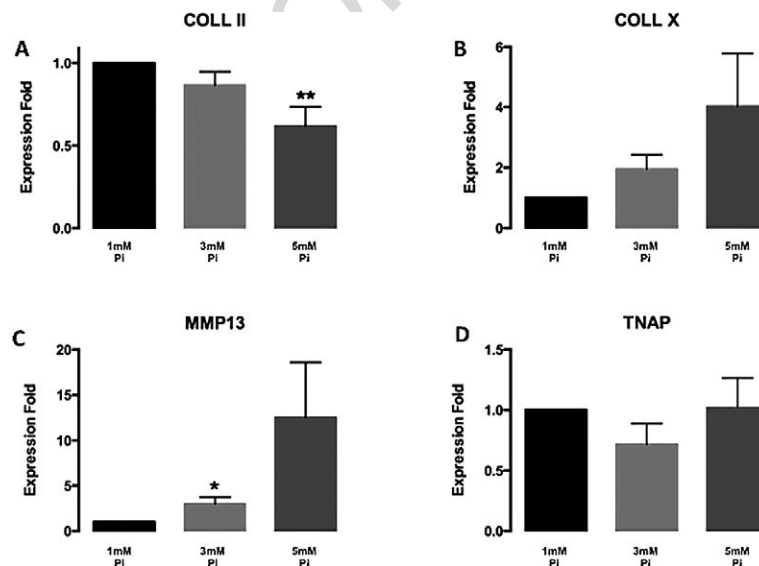 COLL II
A
Expression Fold
1.0
0.5
0.0
**
1mM
Pi
3mM
Pi
5mM
Pi
COLL X
B
Expression Fold
6
4
2
0
1mM
Pi
3mM
Pi
5mM
Pi
MMP13
C
Expression Fold
20
15
10
5
0
*
1mM
Pi
3mM
Pi
5mM
Pi
TNAP
D
Expression Fold
1.5
1.0
0.5
0.0
1mM
Pi
3mM
Pi
5mM
Pi